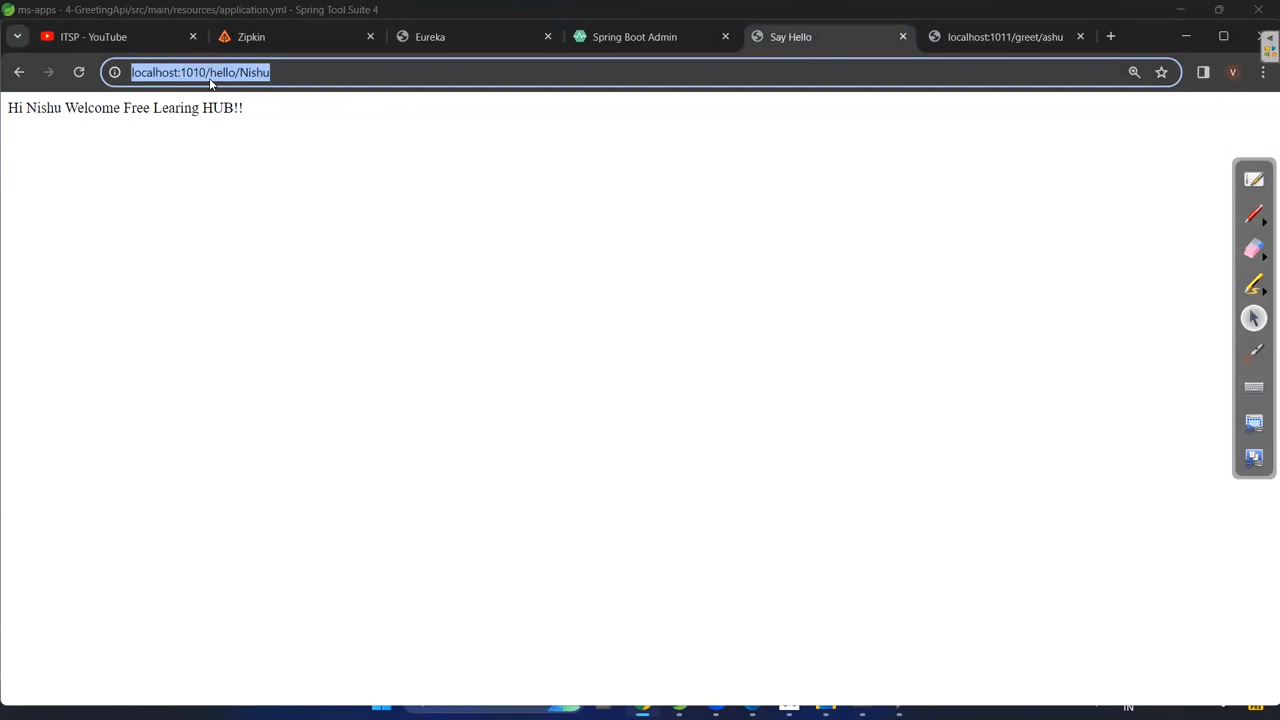 ms-apps - 4-GreetingApi/src/main/resources/application.yml - Spring Tool Suite 4
ITSP - YouTube
Zipkin
Eureka
Spring Boot Admin
Say Hello
localhost:1011/greet/ashu
localhost:1010/hello/Nishu
V
Hi Nishu Welcome Free Learing HUB!!
IN